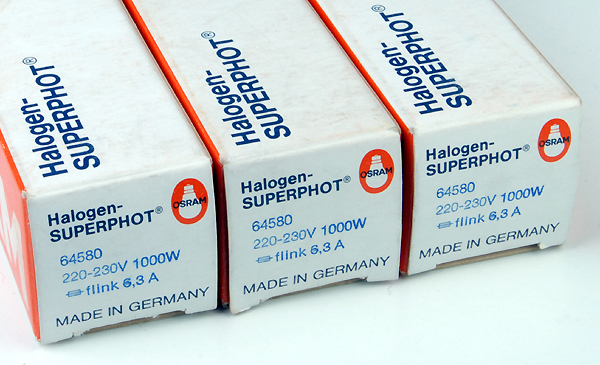 Halogen-
SUPERPHOT®
Halogen-
SUPERPHOT®
Halogen-
SUPERPHOT®
Halogen-
SUPERPHOT®
OSRAM
64580
220-230V 1000W
flink 6,3 A
MADE IN GERMANY
Halogen-
SUPERPHOT®
OSRAM
64580
220-230V 1000W
flink 6,3 A
MADE IN GERMANY
Halogen-
SUPERPHOT®
OSRAM
64580
220-230V 1000W
flink 6,3 A
MADE IN GERMANY